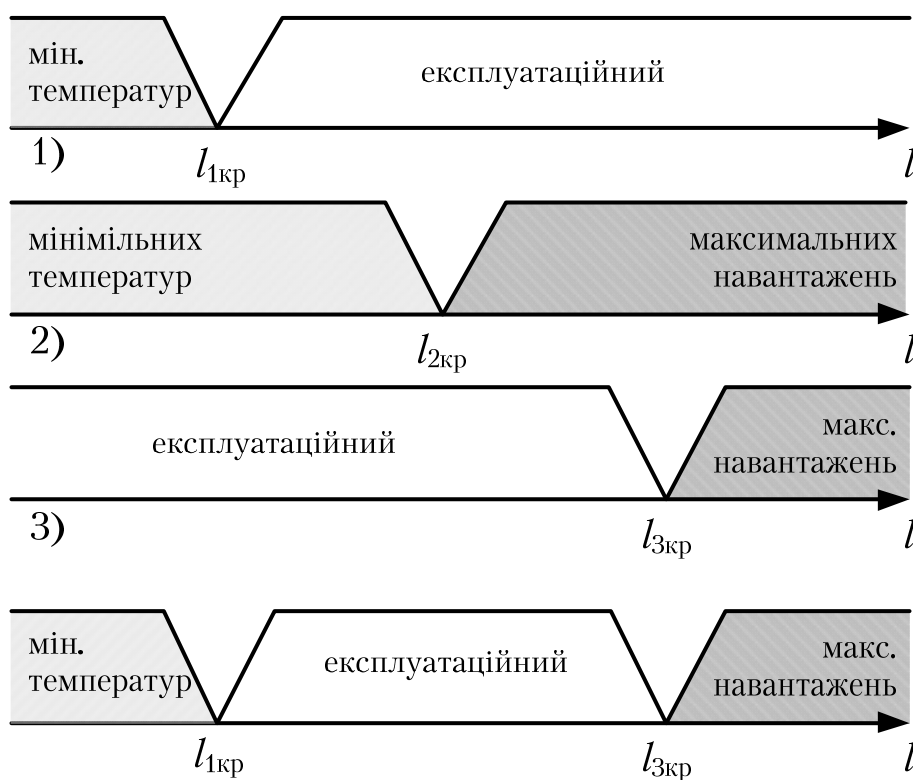 мін.
температур
експлуатаційний
1)
l1кр
l
мінімільних
температур
максимальних
навантажень
2)
l2кр
l
експлуатаційний
макс.
навантажень
3)
l3кр
l
мін.
температур
експлуатаційний
макс.
навантажень
l1кр
l3кр
l